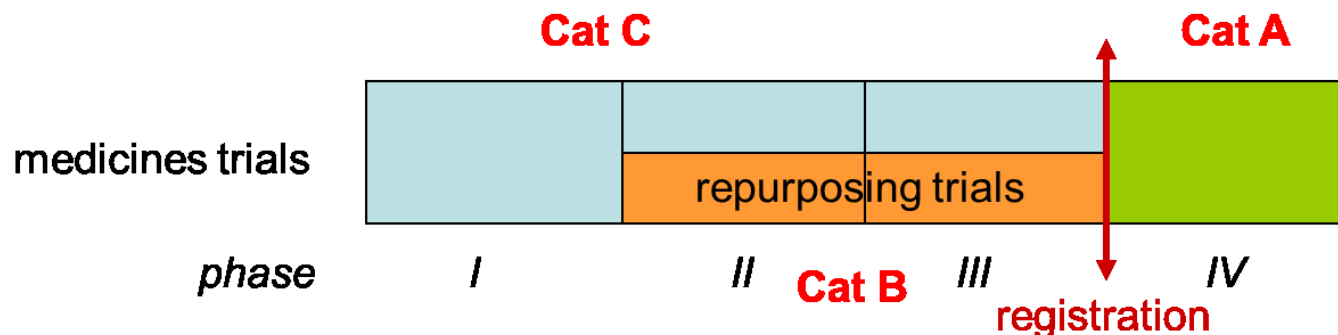 Cat C
Cat A
medicines trials
repurposing trials
phase
I
II
III
IV
Cat B
registration